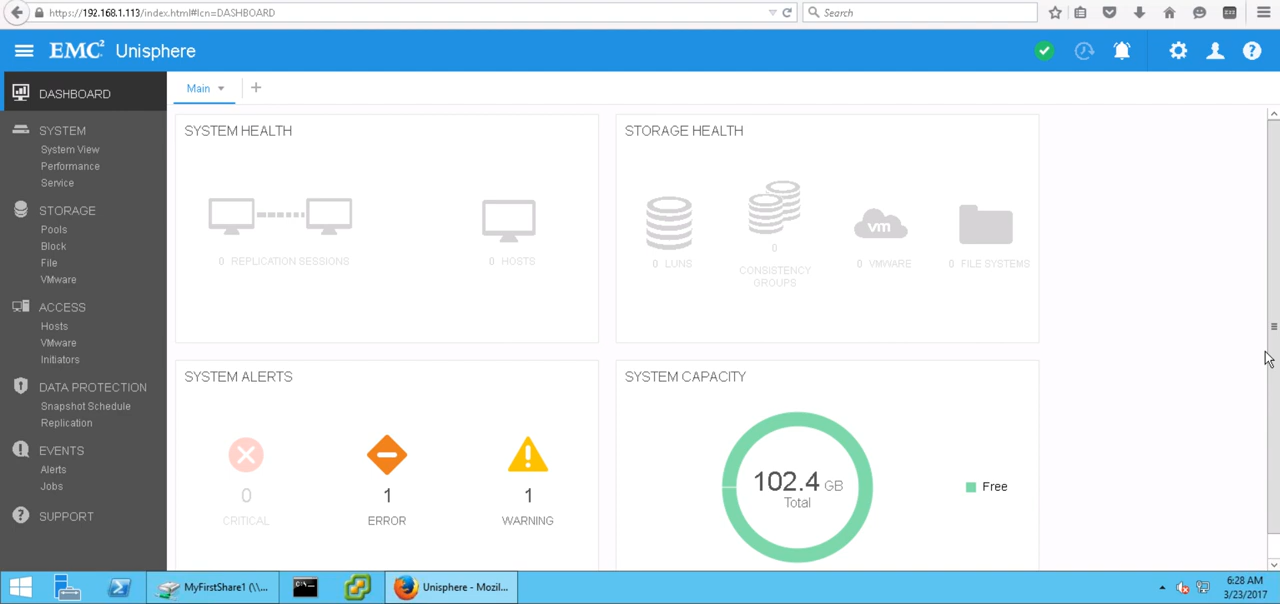 https://192.168.1.113/index.html#lcn=DASHBOARD
Search
EMC² Unisphere
DASHBOARD
SYSTEM
System View
Performance
Service
STORAGE
Pools
Block
File
VMware
ACCESS
Hosts
VMware
Initiators
DATA PROTECTION
Snapshot Schedule
Replication
EVENTS
Alerts
Jobs
SUPPORT
Main
SYSTEM HEALTH
0 REPLICATION SESSIONS
0 HOSTS
STORAGE HEALTH
vm
0 LUNS
0
CONSISTENCY
GROUPS
0 VMWARE
0 FILE SYSTEMS
SYSTEM ALERTS
0
CRITICAL
1
ERROR
1
WARNING
SYSTEM CAPACITY
102.4 GB
Total
Free
MyFirstShare1 (\\...
Unisphere - Mozil...
6:28 AM
3/23/2017